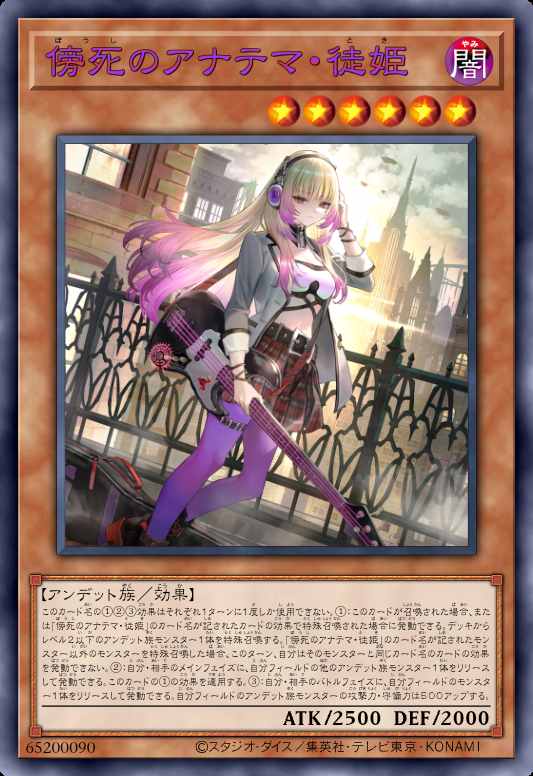 傍死のアナテマ・徒姫
闇
【アンデット族／効果】
このカード名の①②③効果はそれぞれ1ターンに1度しか使用できない。①：このカードが召喚された場合、また
は「傍死のアナテマ・徒姫」のカード名が記されたカードの効果で特殊召喚された場合に発動できる。デッキから
レベル2以下のアンデット族モンスター1体を特殊召喚する。「傍死のアナテマ・徒姫」のカード名が記されたモン
スター以外のモンスターを特殊召喚した場合、このターン、自分はそのモンスターと同じカード名のカードの効果
を発動できない。②：自分・相手のメインフェイズに、自分フィールドの他のアンデット族モンスター1体をリリース
して発動できる。このカードの①の効果を適用する。③：自分・相手のバトルフェイズに、自分フィールドのモンスタ
ー1体をリリースして発動できる。自分フィールドのアンデット族モンスターの攻撃力・守備力は500アップする。
ATK/2500 DEF/2000
65200090
©スタジオ・ダイス／集英社・テレビ東京・KONAMI